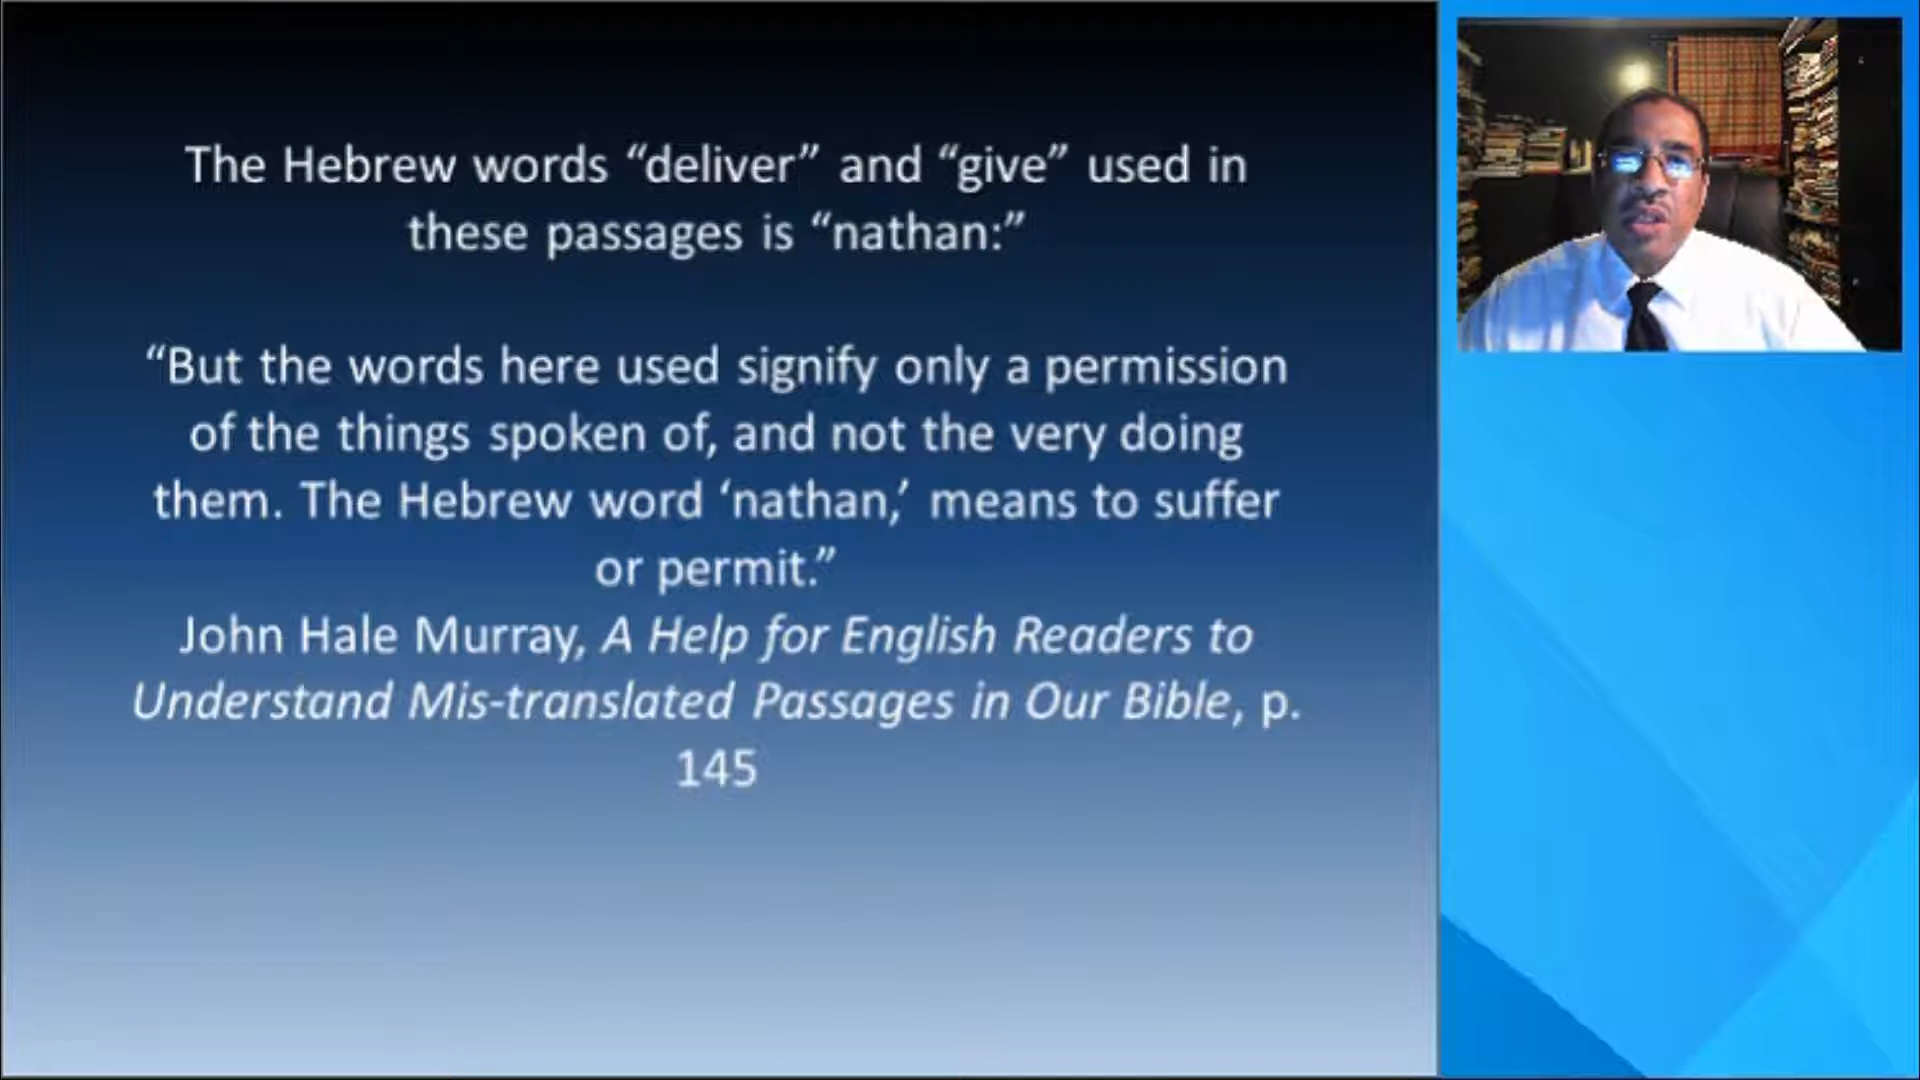 The Hebrew words “deliver” and “give” used in
these passages is “nathan:”
“But the words here used signify only a permission
of the things spoken of, and not the very doing
them. The Hebrew word ‘nathan,’ means to suffer
or permit.”
John Hale Murray, A Help for English Readers to
Understand Mis-translated Passages in Our Bible, p.
145